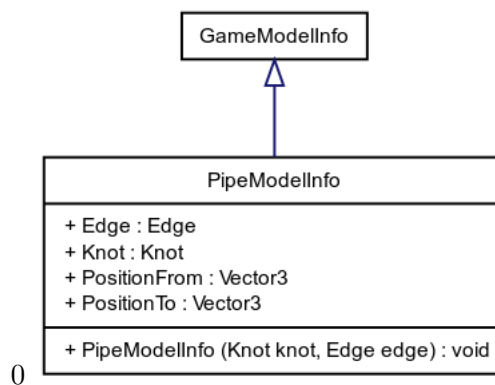 GameModelInfo
PipeModelInfo
+ Edge : Edge
+ Knot : Knot
+ PositionFrom : Vector3
+ PositionTo : Vector3
+ PipeModelInfo (Knot knot, Edge edge) : void
0